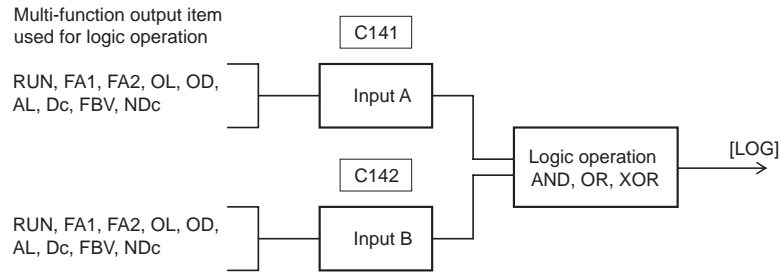 Multi-function output item
used for logic operation
C141
RUN, FA1, FA2, OL, OD,
AL, Dc, FBV, NDc
Input A
Logic operation
AND, OR, XOR
[LOG]
C142
RUN, FA1, FA2, OL, OD,
AL, Dc, FBV, NDc
Input B